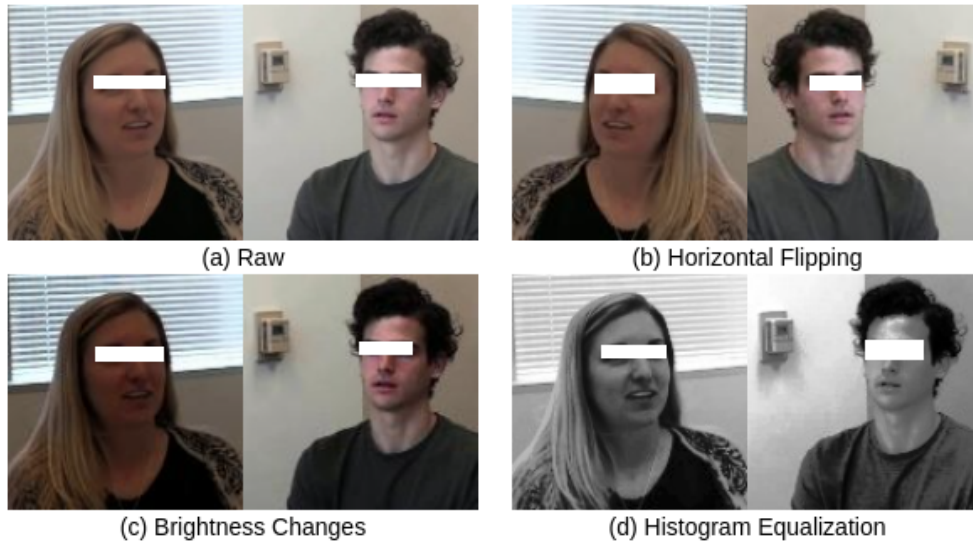 (a) Raw
(b) Horizontal Flipping
(c) Brightness Changes
(d) Histogram Equalization